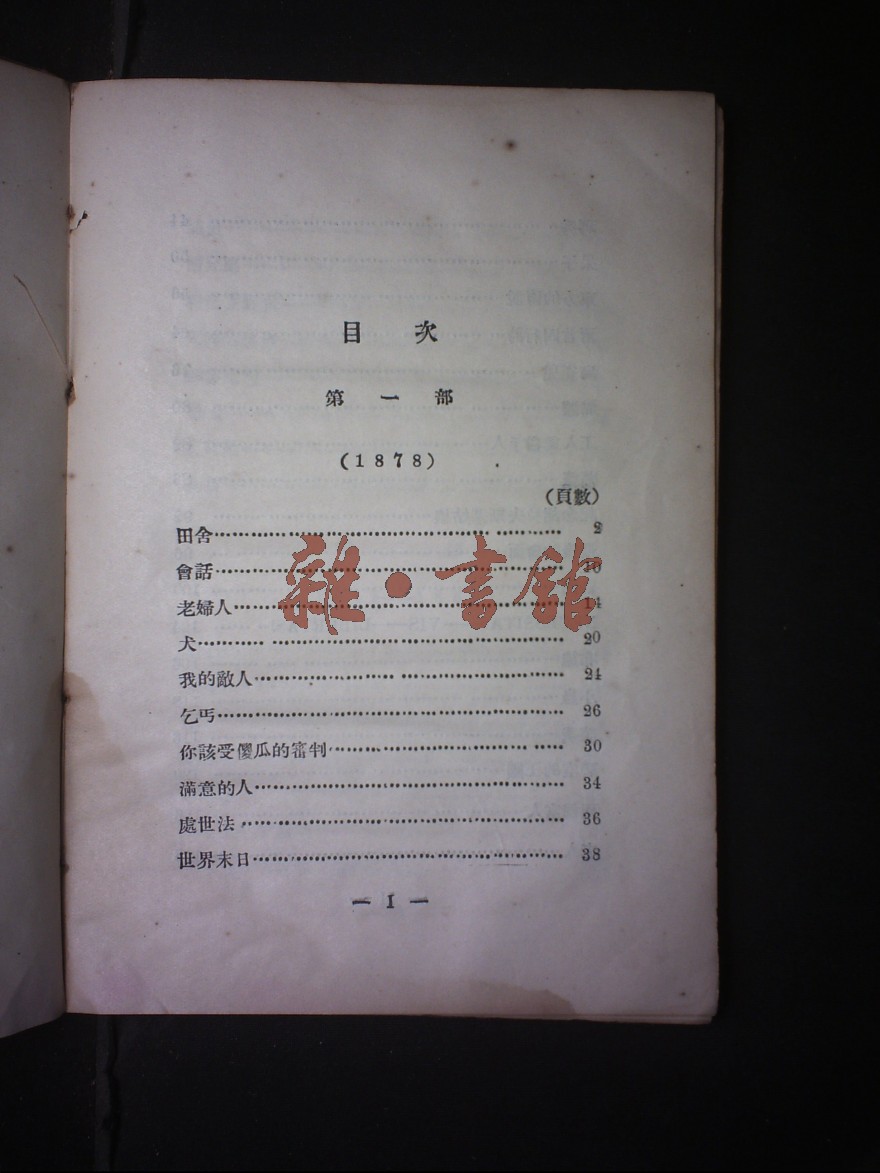 目次
第一部
(1878)
(頁數)
田舍…………………………………… 2
會話…………………………………… 10
老婦人…………………………………… 14
犬…………………………………… 20
我的敵人…………………………………… 24
乞丐…………………………………… 26
你該受傻瓜的審判…………………………………… 30
滿意的人…………………………………… 34
處世法…………………………………… 36
世界末日…………………………………… 38
— I —
雜·書館